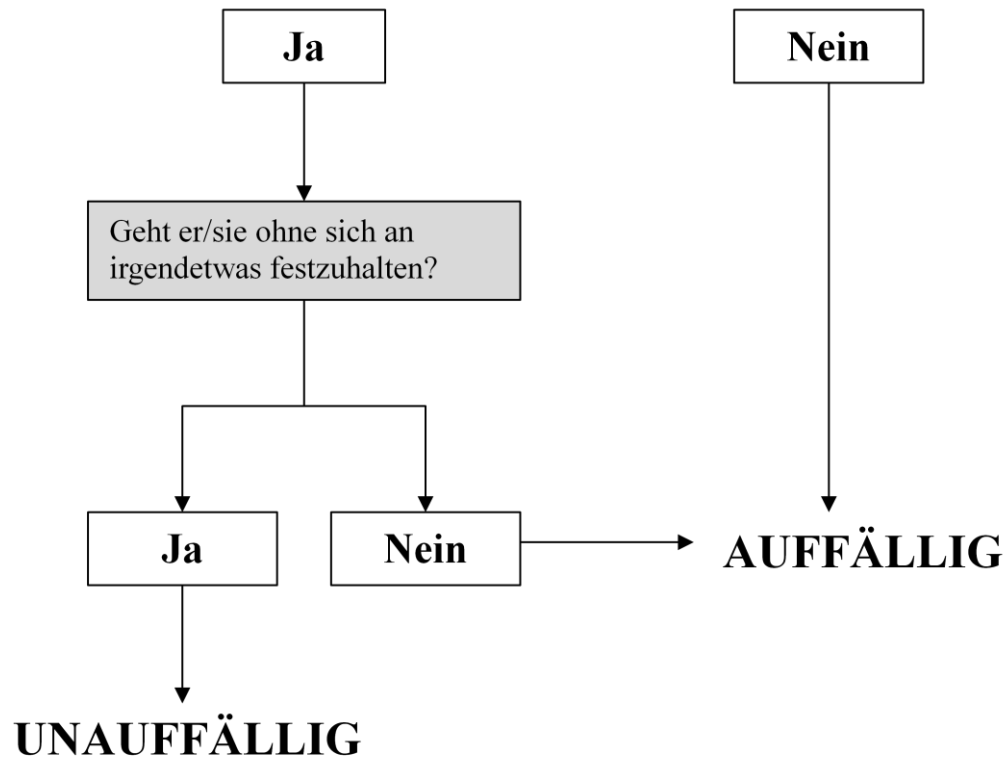 Ja
Nein
Geht er/sie ohne sich an
irgendetwas festzuhalten?
Ja
Nein
AUFFÄLLIG
UNAUFFÄLLIG